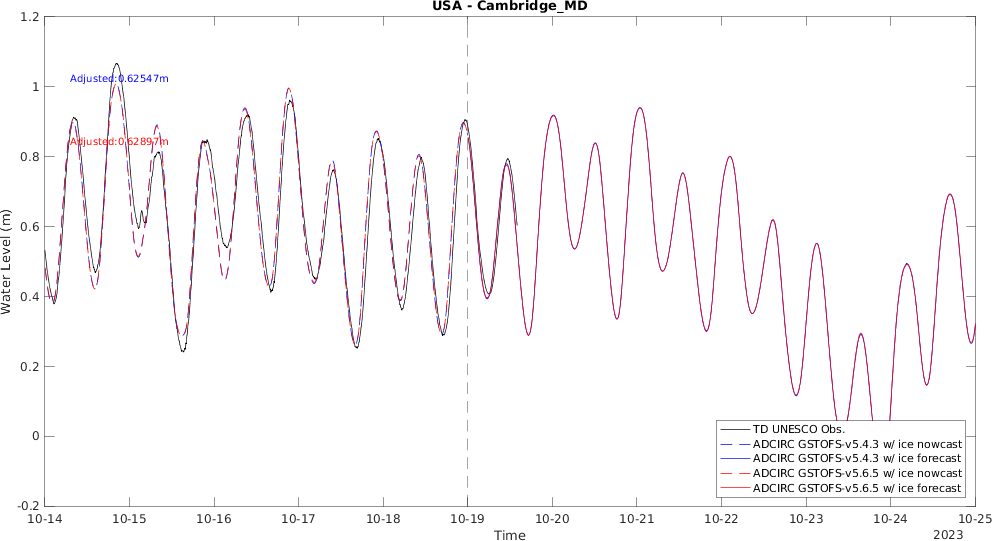 USA - Cambridge_MD
1.2
1
0.8
0.6
0.4
0.2
0
-0.2
Water Level (m)
Adjusted:0.62547m
Adjusted:0.62897m
TD UNESCO Obs.
ADCIRC GSTOFS-v5.4.3 w/ ice nowcast
ADCIRC GSTOFS-v5.4.3 w/ ice forecast
ADCIRC GSTOFS-v5.6.5 w/ ice nowcast
ADCIRC GSTOFS-v5.6.5 w/ ice forecast
10-14 10-15 10-16 10-17 10-18 10-19 10-20 10-21 10-22 10-23 10-24 10-25
Time
2023